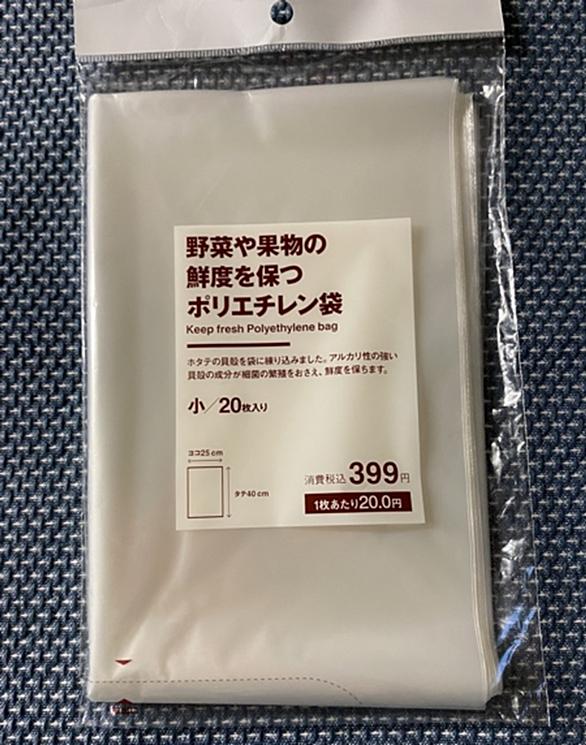 野菜や果物の
鮮度を保つ
ポリエチレン袋
Keep fresh Polyethylene bag
ホタテの貝殻を袋に練り込みました。アルカリ性の強い
貝殻の成分が細菌の繁殖をおさえ、鮮度を保ちます。
小／20枚入り
ヨコ25cm
タテ40cm
消費税込399円
1枚あたり20.0円